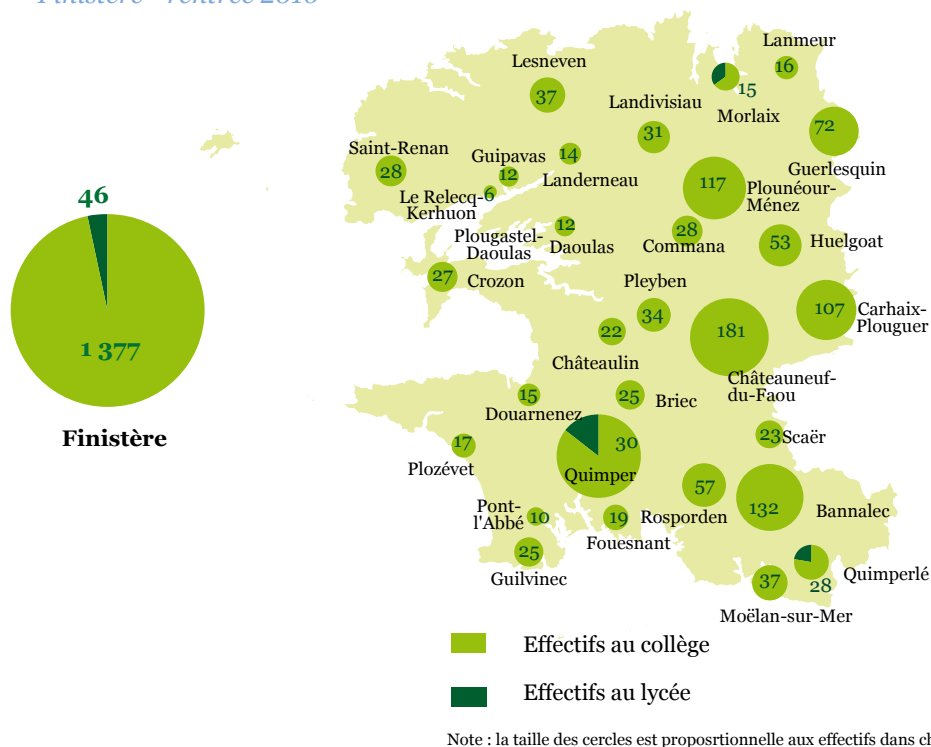 Lanmeur
16
Lesneven
37
15
Morlaix
Landivisiau
31
72
Guerlesquin
Saint-Renan
28
Guipavas
12
14
Landerneau
117
Plounéour-
Ménez
Le Relecq-
Kerhuon
6
46
Plougastel-
Daoulas
12
Daoulas
28
Commana
53
Huelgoat
27
Crozon
Pleyben
34
107
Carhaix-
Plouguer
1 377
22
Châteaulin
181
Châteauneuf-
du-Faou
15
Douarnenez
25
Briec
Finistère
17
Plozévet
30
Quimper
23
Scaër
57
Rosporden
132
Bannalec
Pont-
l'Abbé
10
19
Fouesnant
25
Guilvinec
Quimperlé
28
37
Moëlan-sur-Mer
Effectifs au collège
Effectifs au lycée
Note : la taille des cercles est proposrtionnelle aux effectifs dans